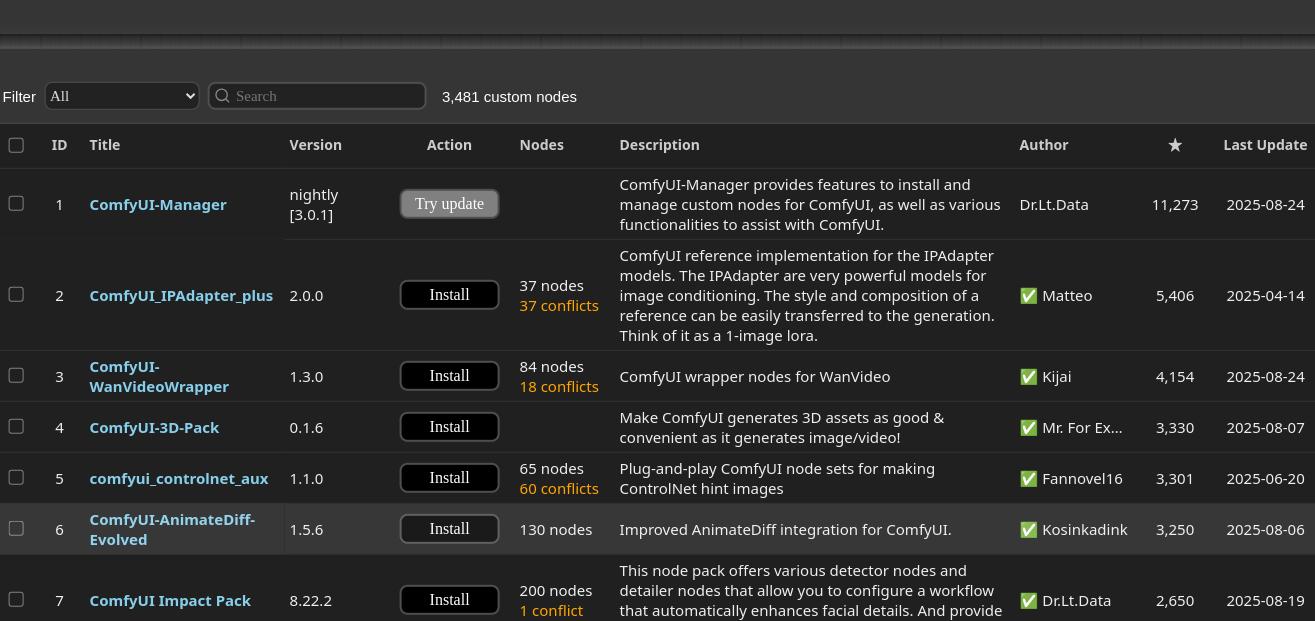 Filter All Search 3,481 custom nodes
ID Title Version Action Nodes Description Author ★ Last Update
1 ComfyUI-Manager nightly [3.0.1] Try update ComfyUI-Manager provides features to install and
manage custom nodes for ComfyUI, as well as various
functionalities to assist with ComfyUI. Dr.Lt.Data 11,273 2025-08-24
2 ComfyUI_IPAdapter_plus 2.0.0 Install 37 nodes
37 conflicts
ComfyUI reference implementation for the IPAdapter
models. The IPAdapter are very powerful models for
image conditioning. The style and composition of a
reference can be easily transferred to the generation.
Think of it as a 1-image lora.
✅ Matteo 5,406 2025-04-14
3 ComfyUI-
WanVideoWrapper 1.3.0 Install 84 nodes
18 conflicts
ComfyUI wrapper nodes for WanVideo ✅ Kijai 4,154 2025-08-24
4 ComfyUI-3D-Pack 0.1.6 Install Make ComfyUI generates 3D assets as good &
convenient as it generates image/video! ✅ Mr. For Ex... 3,330 2025-08-07
5 comfyui_controlnet_aux 1.1.0 Install 65 nodes
60 conflicts
Plug-and-play ComfyUI node sets for making
ControlNet hint images ✅ Fannovel16 3,301 2025-06-20
6 ComfyUI-AnimateDiff-
Evolved 1.5.6 Install 130 nodes Improved AnimateDiff integration for ComfyUI. ✅ Kosinkadink 3,250 2025-08-06
7 ComfyUI Impact Pack 8.22.2 Install 200 nodes
1 conflict
This node pack offers various detector nodes and
detailer nodes that allow you to configure a workflow
that automatically enhances facial details. And provide
✅ Dr.Lt.Data 2,650 2025-08-19